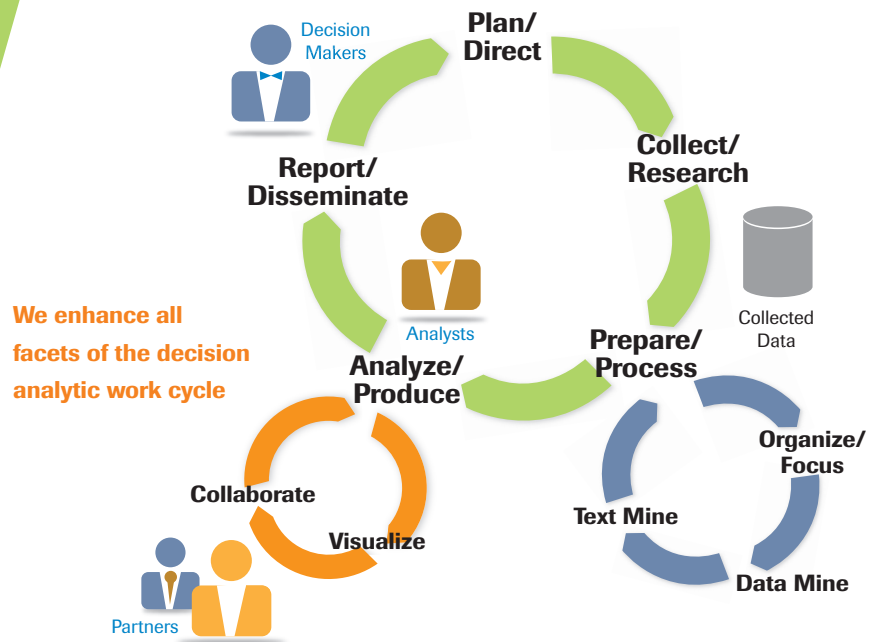 Decision
Makers
Plan/
Direct
Collect/
Research
Report/
Disseminate
Analysts
Collected
Data
We enhance all
facets of the decision
analytic work cycle
Prepare/
Process
Analyze/
Produce
Organize/
Focus
Collaborate
Text Mine
Visualize
Data Mine
Partners